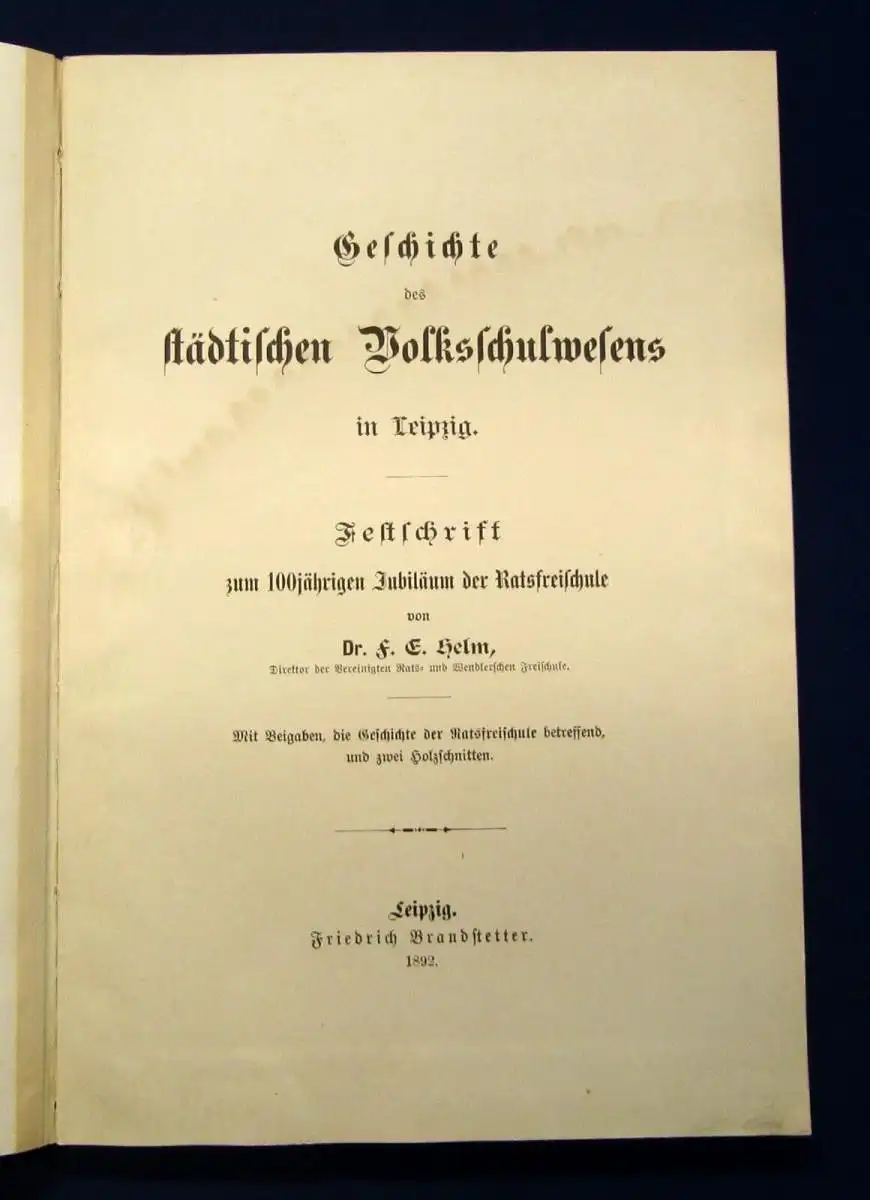 Geſchichte
des
ſtädtiſchen Volksſchulweſens
in Leipzig.
Feſtſchrift
zum 100jährigen Jubiläum der Ratsfreiſchule
von
Dr. F. E. Helm,
Direktor der Vereinigten Rats- und Wendlerſchen Freiſchule.
Mit Beigaben, die Geſchichte der Ratsfreiſchule betreffend,
und zwei Holzſchnitten.
Leipzig.
Friedrich Brandſtetter.
1892.